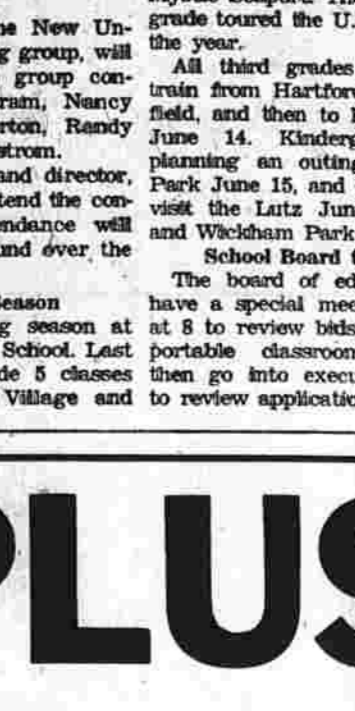 New Un-
g group, will
group con-
ram, Nancy
rton, Randy
strom.
and director,
tend the con-
endance will
und over the
Season
g season at
School. Last
de 5 classes
Village and
grade toured the U.
the year.
All third grades
train from Hartford
field, and then to
June 14. Kinderg
planning an outing
Park June 15, and
visit the Lutz Jun
and Wickham Park
School Board
The board of ed
have a special mee
at 8 to review bids
portable classroom
then go into execu
to review applicatio
PLUS